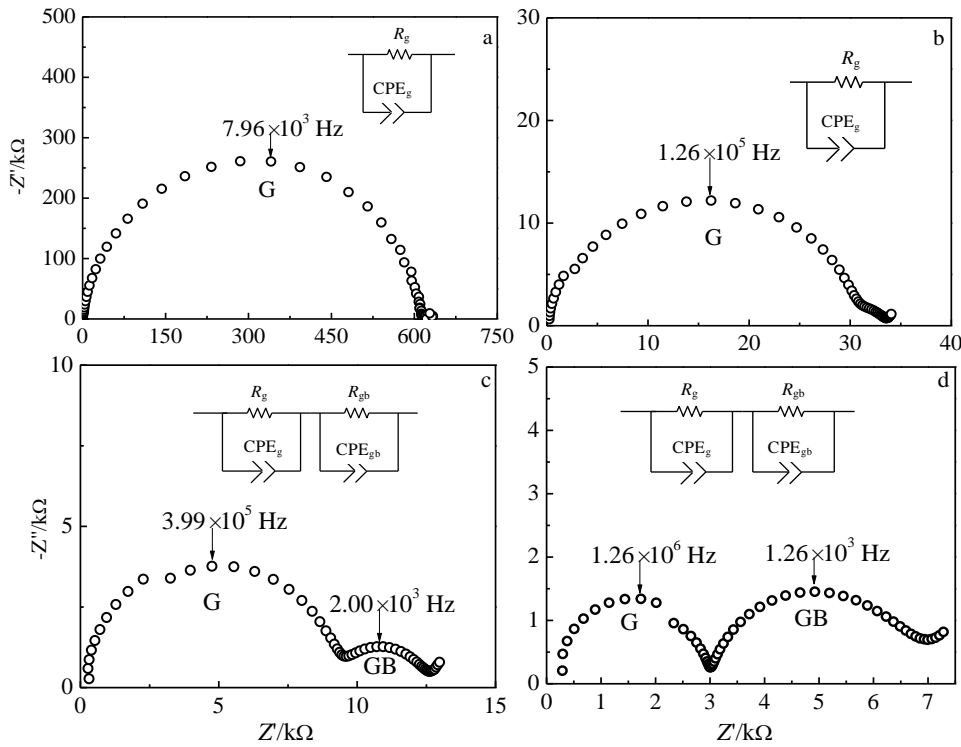 a
500
400
300
200
100
0
-Z''/kΩ
R_g
CPE_g
7.96×10³ Hz
G
0 150 300 450 600 750
b
30
20
10
0
R_g
CPE_g
1.26×10⁵ Hz
G
0 10 20 30 40
c
10
5
0
-Z''/kΩ
R_g R_gb
CPE_g CPE_gb
3.99×10⁵ Hz
G
2.00×10³ Hz
GB
0 5 10 15
Z'/kΩ
d
5
4
3
2
1
0
R_g R_gb
CPE_g CPE_gb
1.26×10⁶ Hz
G
1.26×10³ Hz
GB
0 1 2 3 4 5 6 7
Z'/kΩ